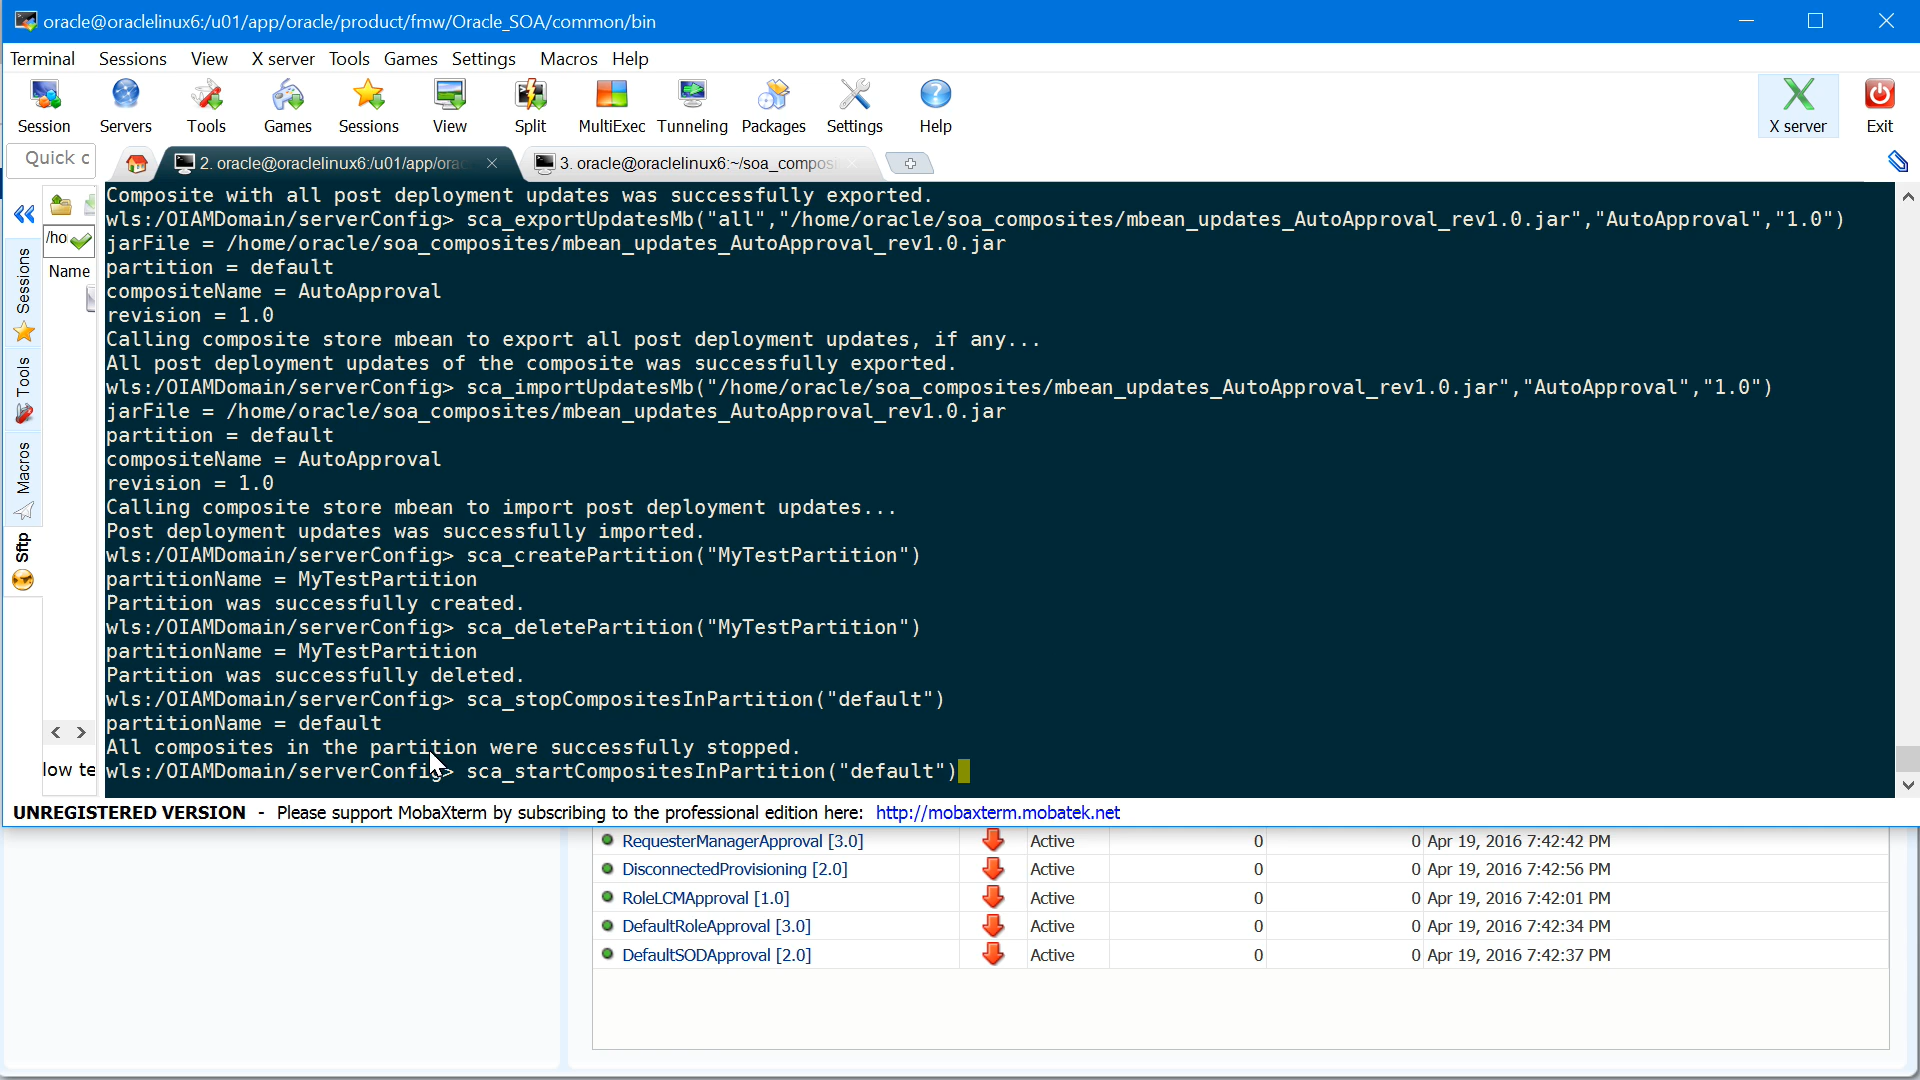 oracle@oraclelinux6:/u01/app/oracle/product/fmw/Oracle_SOA/common/bin
Terminal Sessions View X server Tools Games Settings Macros Help
Session Servers Tools Games Sessions View Split MultiExec Tunneling Packages Settings Help X server Exit
Quick c
2. oracle@oraclelinux6:/u01/app/orac
3. oracle@oraclelinux6:~/soa_compos
/ho
Name
Sessions
Tools
Macros
Sftp
low te
Composite with all post deployment updates was successfully exported.
wls:/OIAMDomain/serverConfig> sca_exportUpdatesMb("all","/home/oracle/soa_composites/mbean_updates_AutoApproval_rev1.0.jar","AutoApproval","1.0")
jarFile = /home/oracle/soa_composites/mbean_updates_AutoApproval_rev1.0.jar
partition = default
compositeName = AutoApproval
revision = 1.0
Calling composite store mbean to export all post deployment updates, if any...
All post deployment updates of the composite was successfully exported.
wls:/OIAMDomain/serverConfig> sca_importUpdatesMb("/home/oracle/soa_composites/mbean_updates_AutoApproval_rev1.0.jar","AutoApproval","1.0")
jarFile = /home/oracle/soa_composites/mbean_updates_AutoApproval_rev1.0.jar
partition = default
compositeName = AutoApproval
revision = 1.0
Calling composite store mbean to import post deployment updates...
Post deployment updates was successfully imported.
wls:/OIAMDomain/serverConfig> sca_createPartition("MyTestPartition")
partitionName = MyTestPartition
Partition was successfully created.
wls:/OIAMDomain/serverConfig> sca_deletePartition("MyTestPartition")
partitionName = MyTestPartition
Partition was successfully deleted.
wls:/OIAMDomain/serverConfig> sca_stopCompositesInPartition("default")
partitionName = default
All composites in the partition were successfully stopped.
wls:/OIAMDomain/serverConfig> sca_startCompositesInPartition("default")
UNREGISTERED VERSION - Please support MobaXterm by subscribing to the professional edition here: http://mobaxterm.mobatek.net
RequesterManagerApproval [3.0] Active 0 0 Apr 19, 2016 7:42:42 PM
DisconnectedProvisioning [2.0] Active 0 0 Apr 19, 2016 7:42:56 PM
RoleLCMApproval [1.0] Active 0 0 Apr 19, 2016 7:42:01 PM
DefaultRoleApproval [3.0] Active 0 0 Apr 19, 2016 7:42:34 PM
DefaultSODApproval [2.0] Active 0 0 Apr 19, 2016 7:42:37 PM